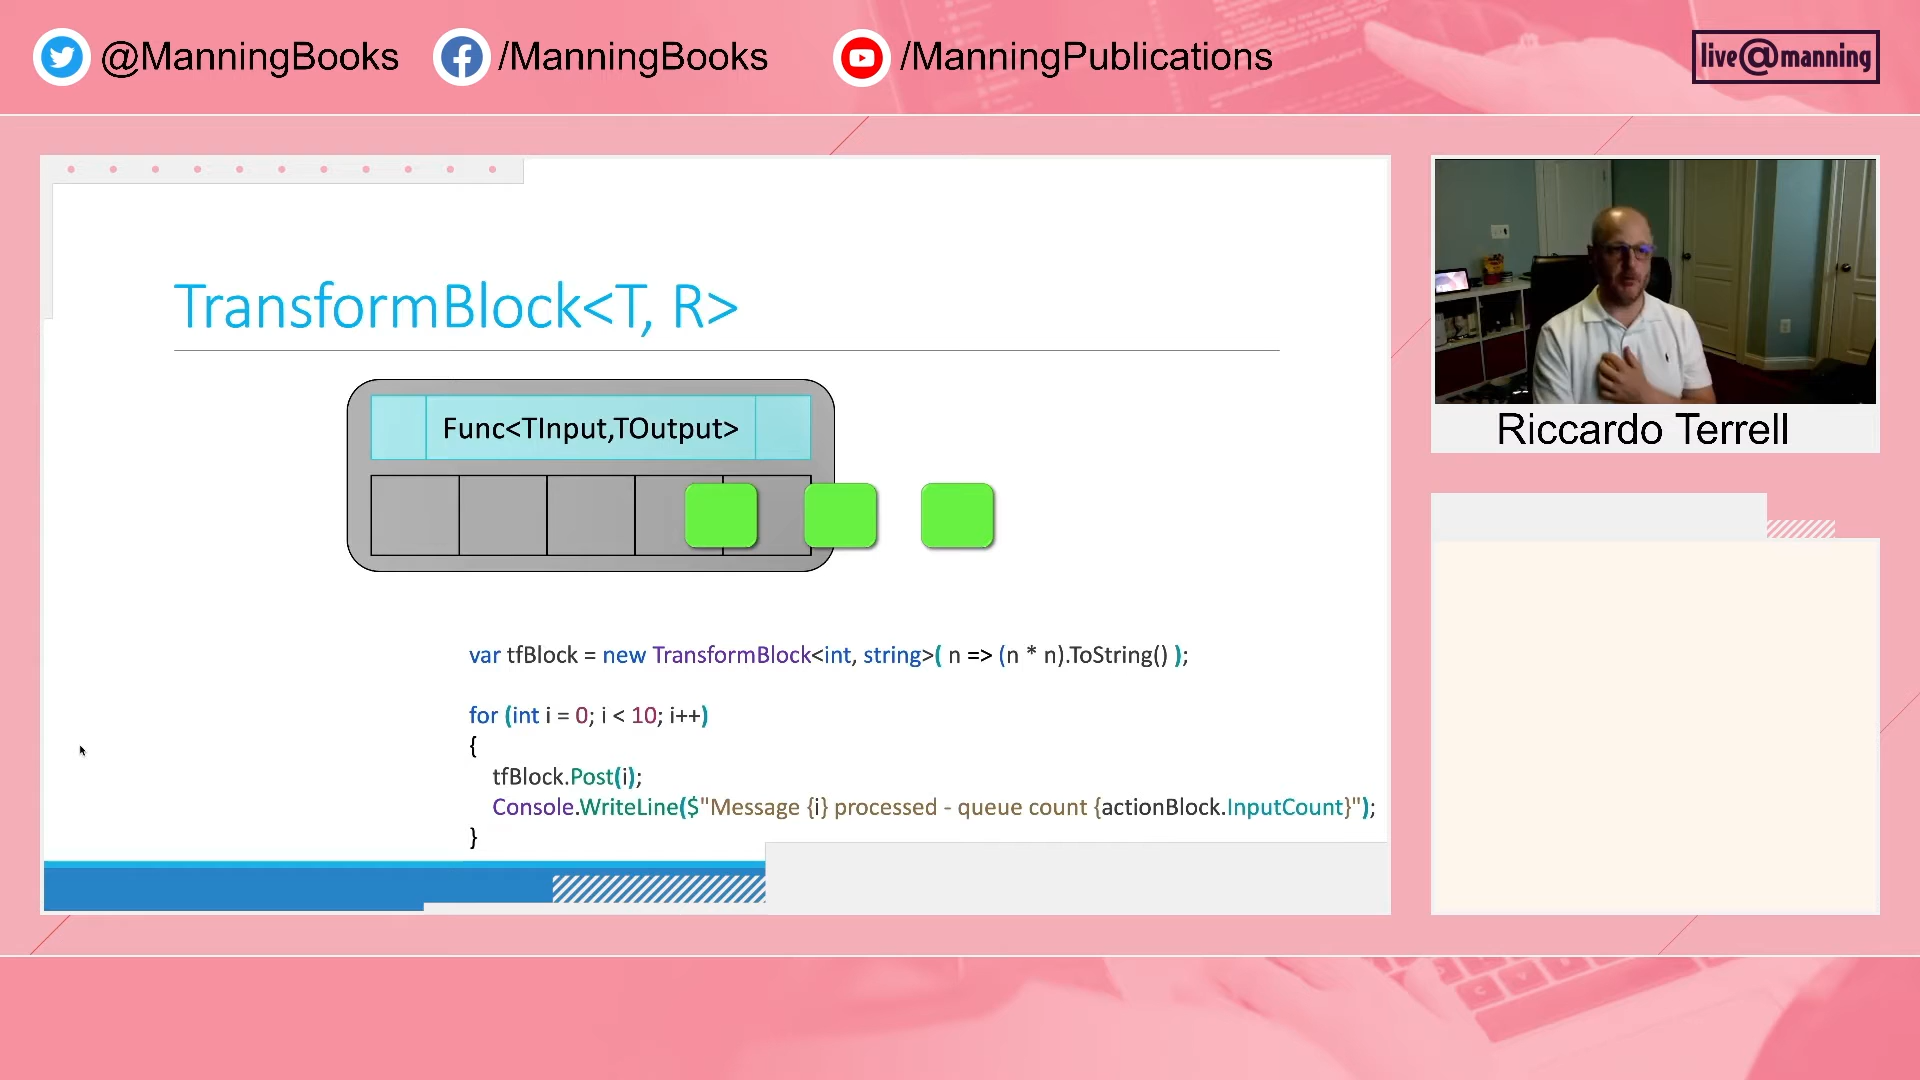 @ManningBooks /ManningBooks /ManningPublications live@manning
TransformBlock<T, R>
Func<TInput,TOutput>
var tfBlock = new TransformBlock<int, string>( n => (n * n).ToString() );
for (int i = 0; i < 10; i++)
{
tfBlock.Post(i);
Console.WriteLine($"Message {i} processed - queue count {actionBlock.InputCount}");
}
Riccardo Terrell